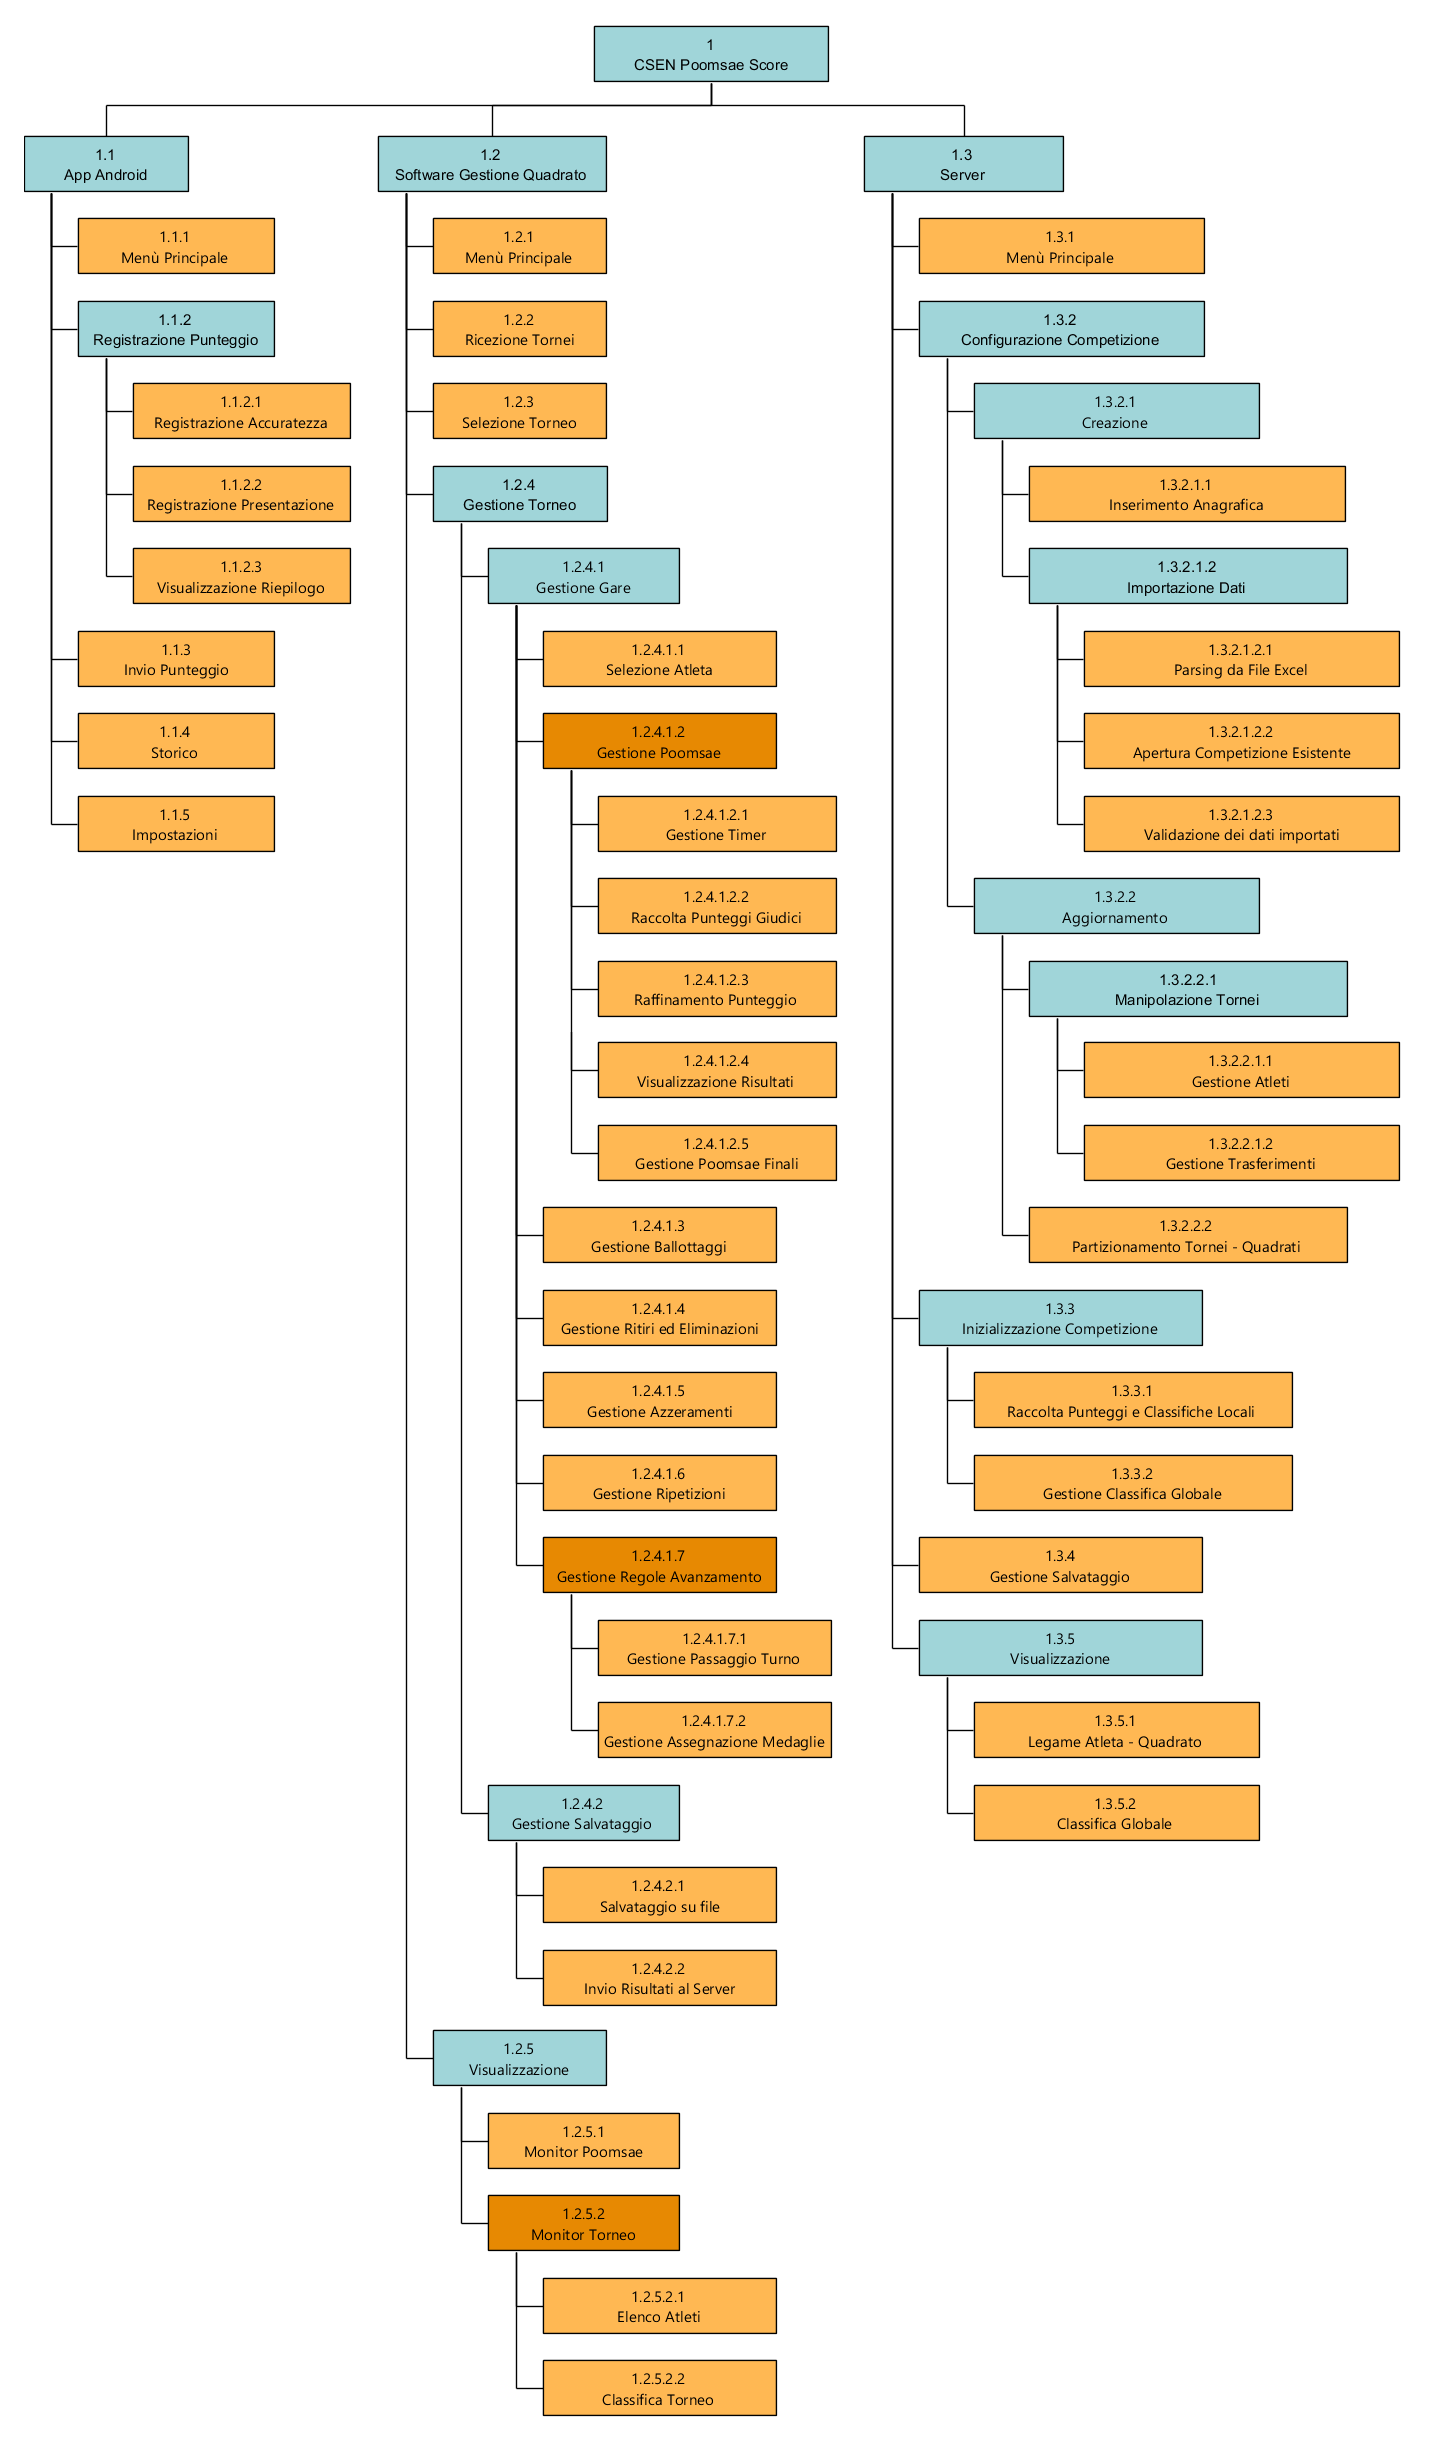 1
CSEN Poomsae Score
1.1
App Android
1.1.1
Menù Principale
1.1.2
Registrazione Punteggio
1.1.2.1
Registrazione Accuratezza
1.1.2.2
Registrazione Presentazione
1.1.2.3
Visualizzazione Riepilogo
1.1.3
Invio Punteggio
1.1.4
Storico
1.1.5
Impostazioni
1.2
Software Gestione Quadrato
1.2.1
Menù Principale
1.2.2
Ricezione Tornei
1.2.3
Selezione Torneo
1.2.4
Gestione Torneo
1.2.4.1
Gestione Gare
1.2.4.1.1
Selezione Atleta
1.2.4.1.2
Gestione Poomsae
1.2.4.1.2.1
Gestione Timer
1.2.4.1.2.2
Raccolta Punteggi Giudici
1.2.4.1.2.3
Raffinamento Punteggio
1.2.4.1.2.4
Visualizzazione Risultati
1.2.4.1.2.5
Gestione Poomsae Finali
1.2.4.1.3
Gestione Ballottaggi
1.2.4.1.4
Gestione Ritiri ed Eliminazioni
1.2.4.1.5
Gestione Azzeramenti
1.2.4.1.6
Gestione Ripetizioni
1.2.4.1.7
Gestione Regole Avanzamento
1.2.4.1.7.1
Gestione Passaggio Turno
1.2.4.1.7.2
Gestione Assegnazione Medaglie
1.2.4.2
Gestione Salvataggio
1.2.4.2.1
Salvataggio su file
1.2.4.2.2
Invio Risultati al Server
1.2.5
Visualizzazione
1.2.5.1
Monitor Poomsae
1.2.5.2
Monitor Torneo
1.2.5.2.1
Elenco Atleti
1.2.5.2.2
Classifica Torneo
1.3
Server
1.3.1
Menù Principale
1.3.2
Configurazione Competizione
1.3.2.1
Creazione
1.3.2.1.1
Inserimento Anagrafica
1.3.2.1.2
Importazione Dati
1.3.2.1.2.1
Parsing da File Excel
1.3.2.1.2.2
Apertura Competizione Esistente
1.3.2.1.2.3
Validazione dei dati importati
1.3.2.2
Aggiornamento
1.3.2.2.1
Manipolazione Tornei
1.3.2.2.1.1
Gestione Atleti
1.3.2.2.1.2
Gestione Trasferimenti
1.3.2.2.2
Partizionamento Tornei - Quadrati
1.3.3
Inizializzazione Competizione
1.3.3.1
Raccolta Punteggi e Classifiche Locali
1.3.3.2
Gestione Classifica Globale
1.3.4
Gestione Salvataggio
1.3.5
Visualizzazione
1.3.5.1
Legame Atleta - Quadrato
1.3.5.2
Classifica Globale